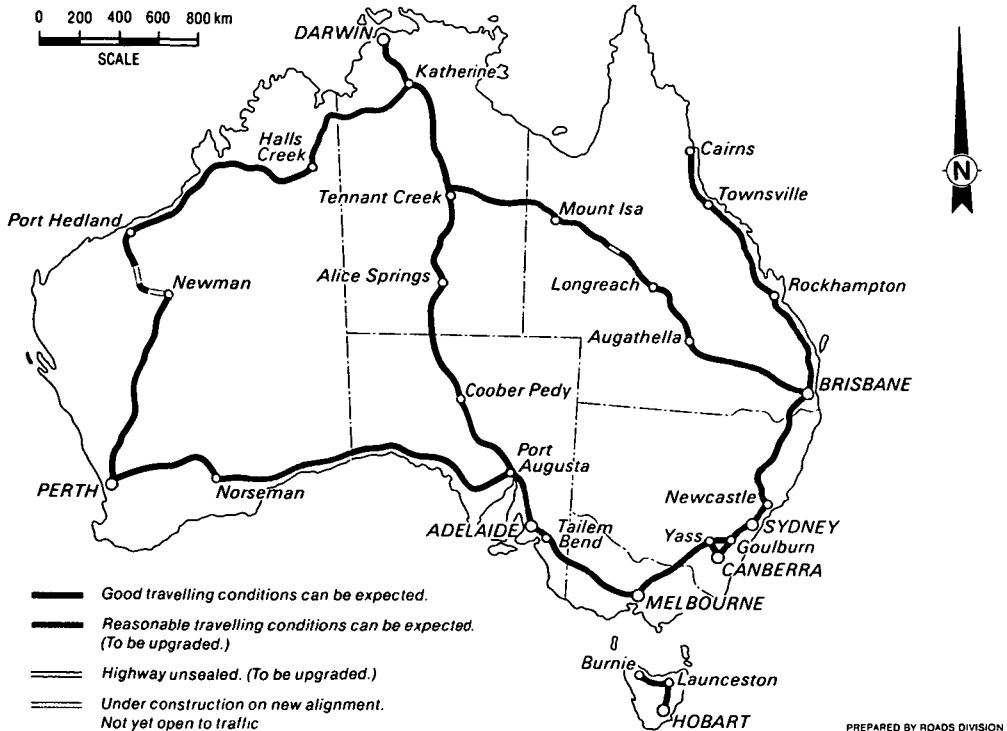 0 200 400 600 800 km
SCALE
DARWIN
Katherine
Halls
Creek
Cairns
Tennant Creek
Townsville
Port Hedland
Mount Isa
Newman
Alice Springs
Longreach
Rockhampton
Augathella
BRISBANE
Coober Pedy
Port
Augusta
PERTH
Norseman
Newcastle
ADELAIDE
Tailem
Bend
SYDNEY
Yass
Goulburn
CANBERRA
MELBOURNE
Burnie
Launceston
HOBART
N
Good travelling conditions can be expected.
Reasonable travelling conditions can be expected.
(To be upgraded.)
Highway unsealed. (To be upgraded.)
Under construction on new alignment.
Not yet open to traffic
PREPARED BY ROADS DIVISION